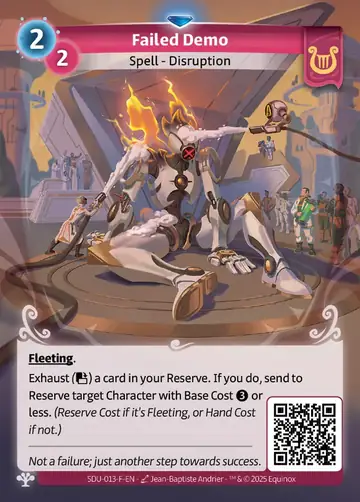 2
Failed Demo
2
Spell - Disruption
Fleeting.
Exhaust () a card in your Reserve. If you do, send to
Reserve target Character with Base Cost 3 or
less. (Reserve Cost if it's Fleeting, or Hand Cost
if not.)
Not a failure; just another step towards success.
SDU-013-F-EN - Jean-Baptiste Andrier - ™ & © 2025 Equinox